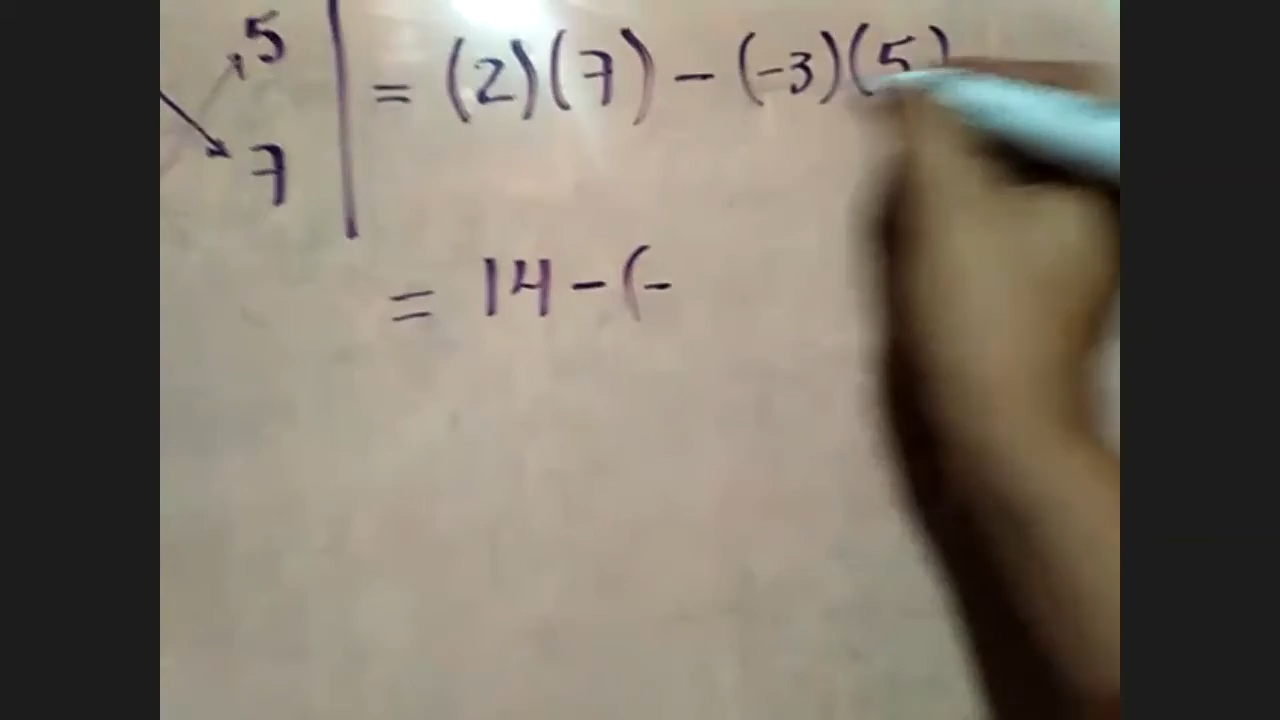 5 | = (2)(7) - (-3)(5)
7
= 14 - (-